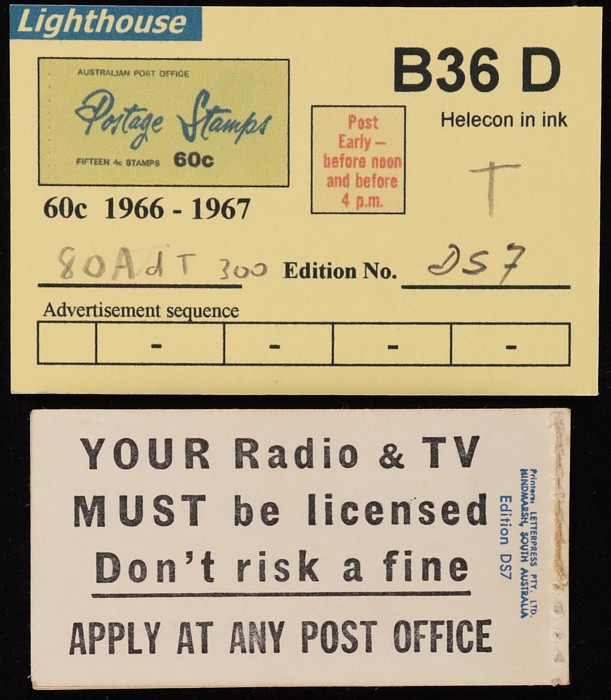 Lighthouse
AUSTRALIAN POST OFFICE
Postage Stamps
FIFTEEN 4c STAMPS 60c
B36 D
Helecon in ink
Post
Early –
before noon
and before
4 p.m.
T
60c 1966 - 1967
80AdT 300 Edition No. DS7
Advertisement sequence
- - - -
YOUR Radio & TV
MUST be licensed
Don't risk a fine
APPLY AT ANY POST OFFICE
Printers: LETTERPRESS PTY. LTD.
HINDMARSH, SOUTH AUSTRALIA
Edition DS7